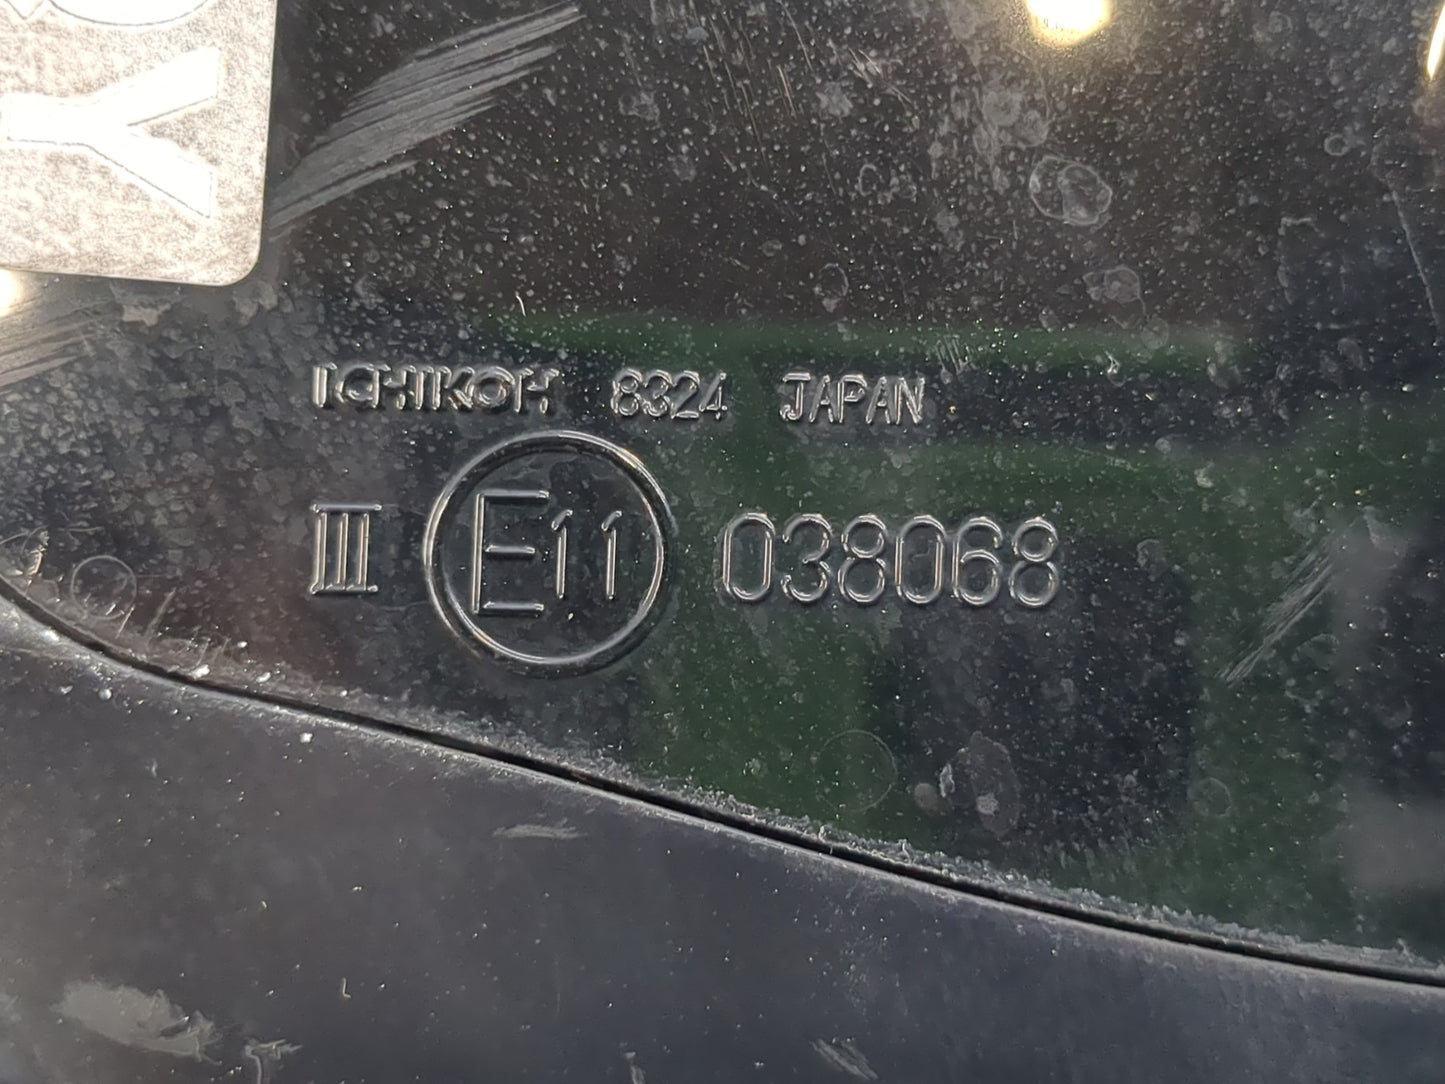 Y
ICHIKOH 8324 JAPAN
III E11 038068